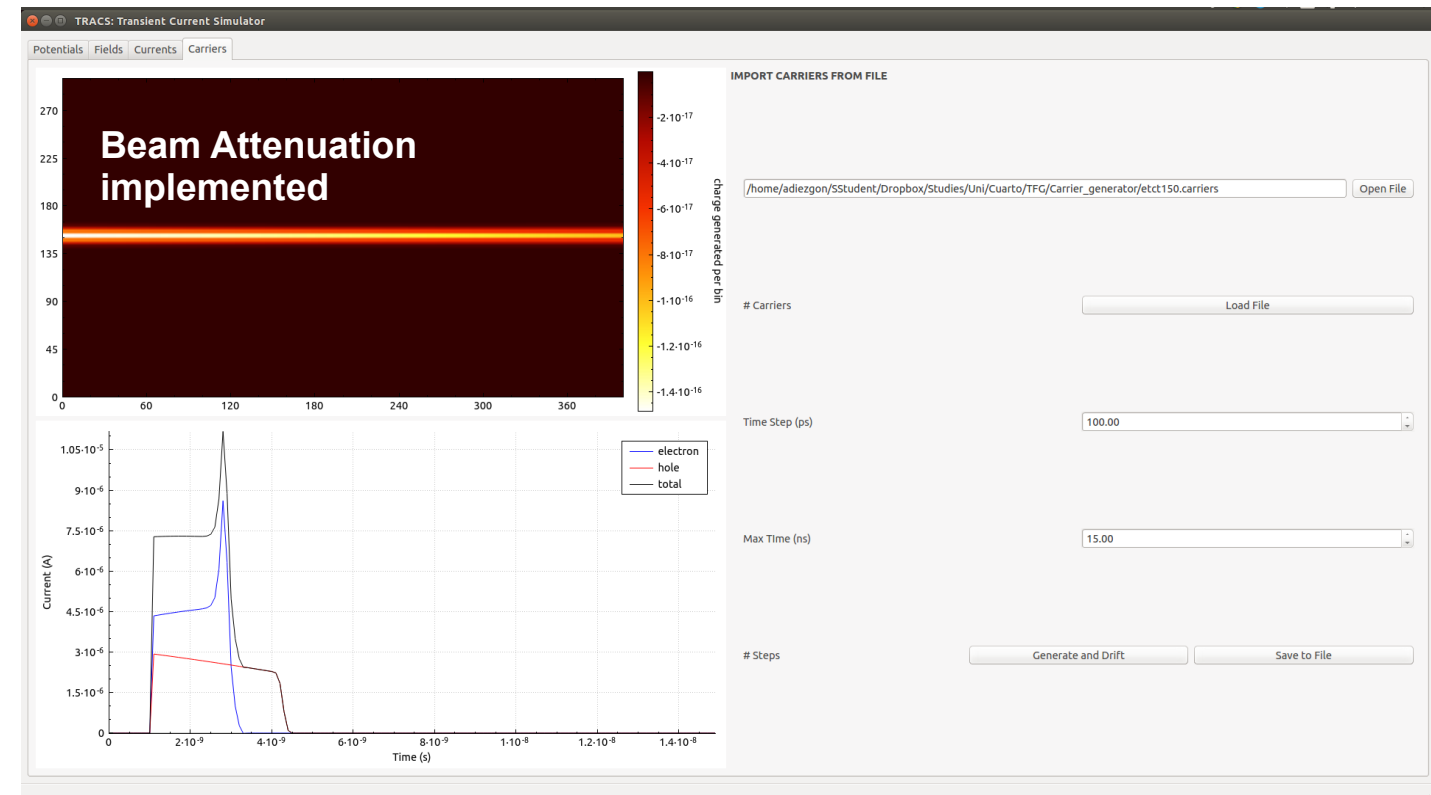 TRACS: Transient Current Simulator
Potentials Fields Currents Carriers
270
225
180
135
90
45
0
0 60 120 180 240 300 360
Beam Attenuation
implemented
-2·10⁻¹⁷
-4·10⁻¹⁷
-6·10⁻¹⁷
-8·10⁻¹⁷
-1·10⁻¹⁶
-1.2·10⁻¹⁶
-1.4·10⁻¹⁶
charge generated per bin
1.05·10⁻⁵
9·10⁻⁶
7.5·10⁻⁶
6·10⁻⁶
4.5·10⁻⁶
3·10⁻⁶
1.5·10⁻⁶
0
Current (A)
electron
hole
total
0 2·10⁻⁹ 4·10⁻⁹ 6·10⁻⁹ 8·10⁻⁹ 1·10⁻⁸ 1.2·10⁻⁸ 1.4·10⁻⁸
Time (s)
IMPORT CARRIERS FROM FILE
/home/adiezgon/SStudent/Dropbox/Studies/Uni/Cuarto/TFG/Carrier_generator/etct150.carriers Open File
# Carriers Load File
Time Step (ps) 100.00
Max TIme (ns) 15.00
# Steps Generate and Drift Save to File